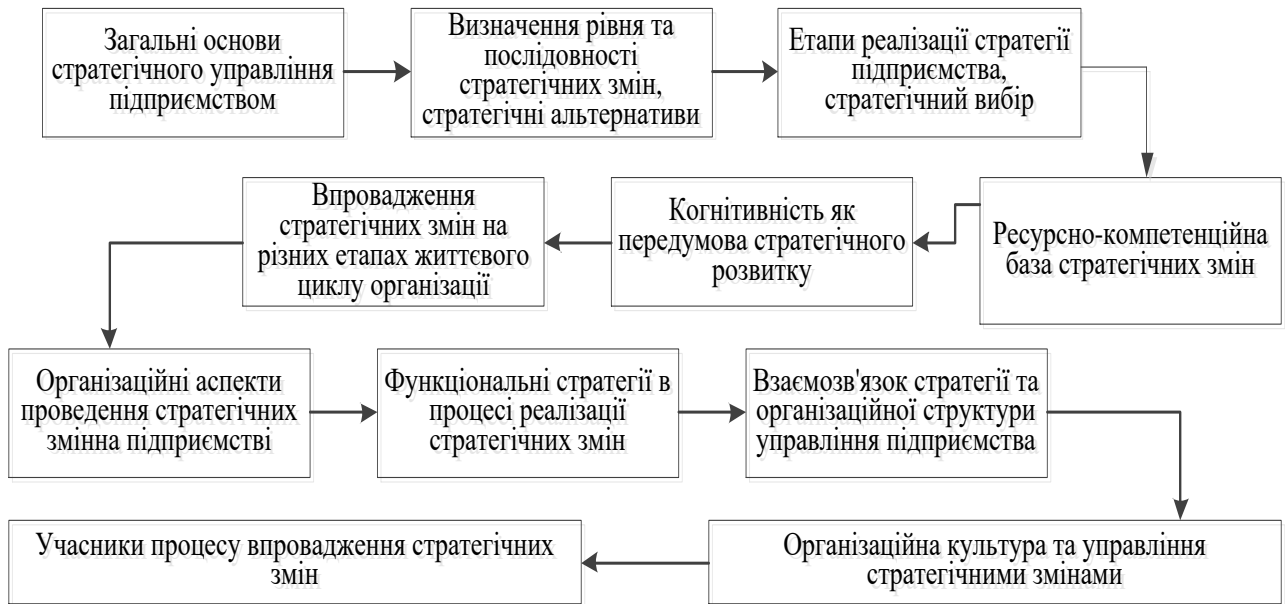 Загальні основи
стратегічного управління
підприємством
Визначення рівня та
послідовності
стратегічних змін,
стратегічні альтернативи
Етапи реалізації стратегії
підприємства,
стратегічний вибір
Ресурсно-компетенційна
база стратегічних змін
Когнітивність як
передумова стратегічного
розвитку
Впровадження
стратегічних змін на
різних етапах життєвого
циклу організації
Організаційні аспекти
проведення стратегічних
змінна підприємстві
Функціональні стратегії в
процесі реалізації
стратегічних змін
Взаємозв'язок стратегії та
організаційної структури
управління підприємства
Організаційна культура та управління
стратегічними змінами
Учасники процесу впровадження стратегічних
змін